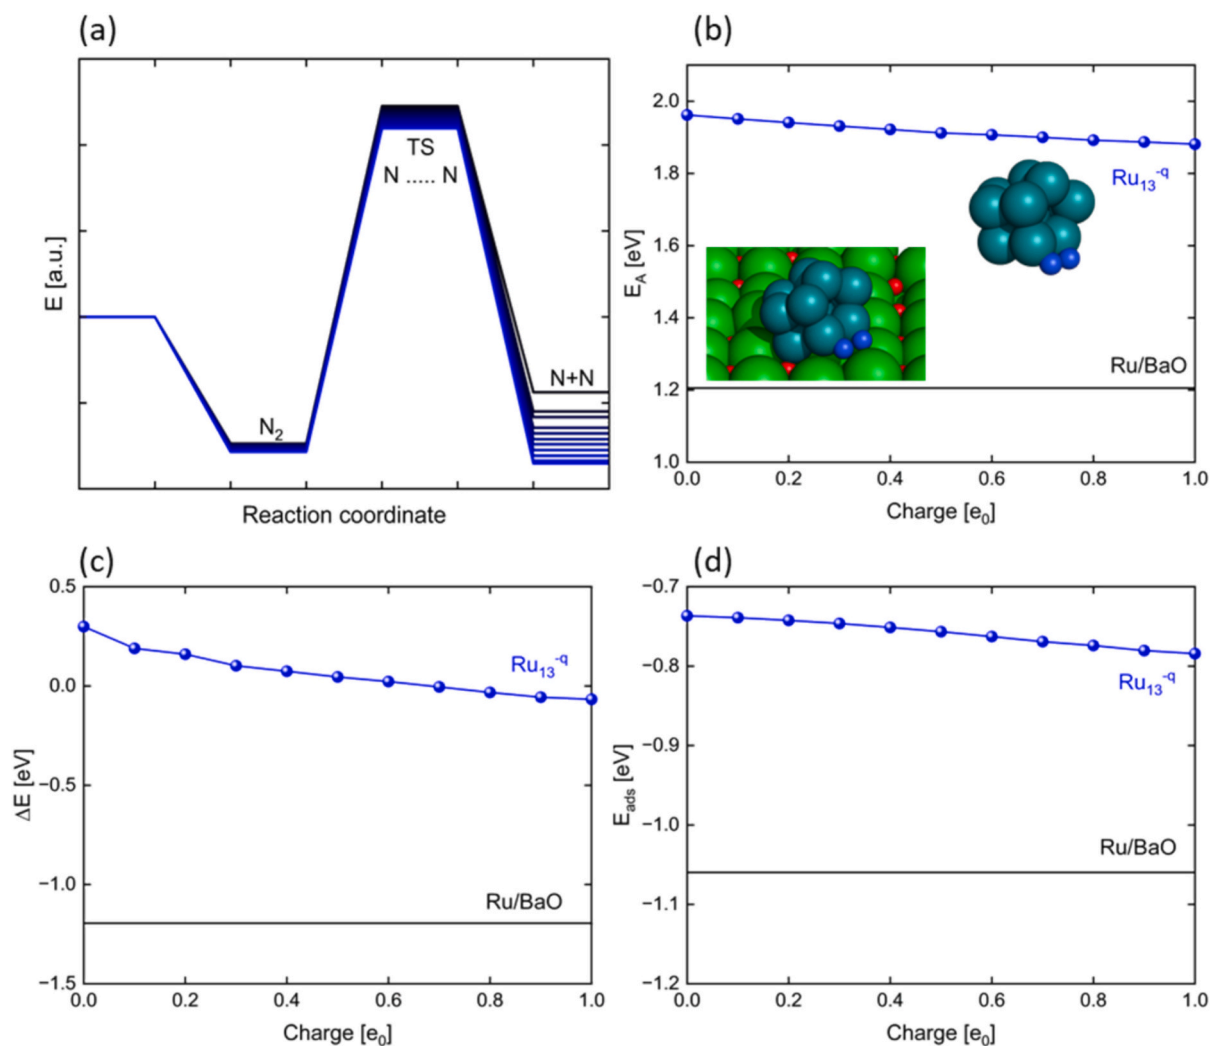 (a)
E [a.u.]
TS
N ..... N
N₂
N+N
Reaction coordinate
(b)
E_A [eV]
2.0
1.8
1.6
1.4
1.2
1.0
Ru₁₃⁻q
Ru/BaO
0.0 0.2 0.4 0.6 0.8 1.0
Charge [e₀]
(c)
ΔE [eV]
0.5
0.0
−0.5
−1.0
−1.5
Ru₁₃⁻q
Ru/BaO
0.0 0.2 0.4 0.6 0.8 1.0
Charge [e₀]
(d)
E_ads [eV]
−0.7
−0.8
−0.9
−1.0
−1.1
−1.2
Ru₁₃⁻q
Ru/BaO
0.0 0.2 0.4 0.6 0.8 1.0
Charge [e₀]